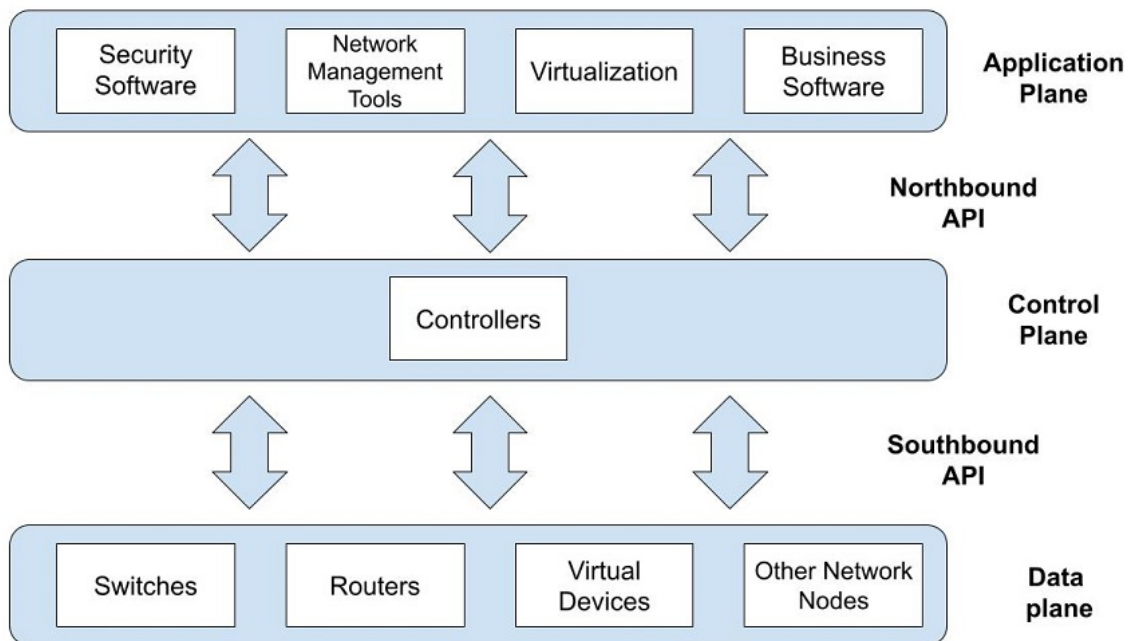 Security
Software
Network
Management
Tools
Virtualization
Business
Software
Application
Plane
Northbound
API
Controllers
Control
Plane
Southbound
API
Switches
Routers
Virtual
Devices
Other Network
Nodes
Data
plane